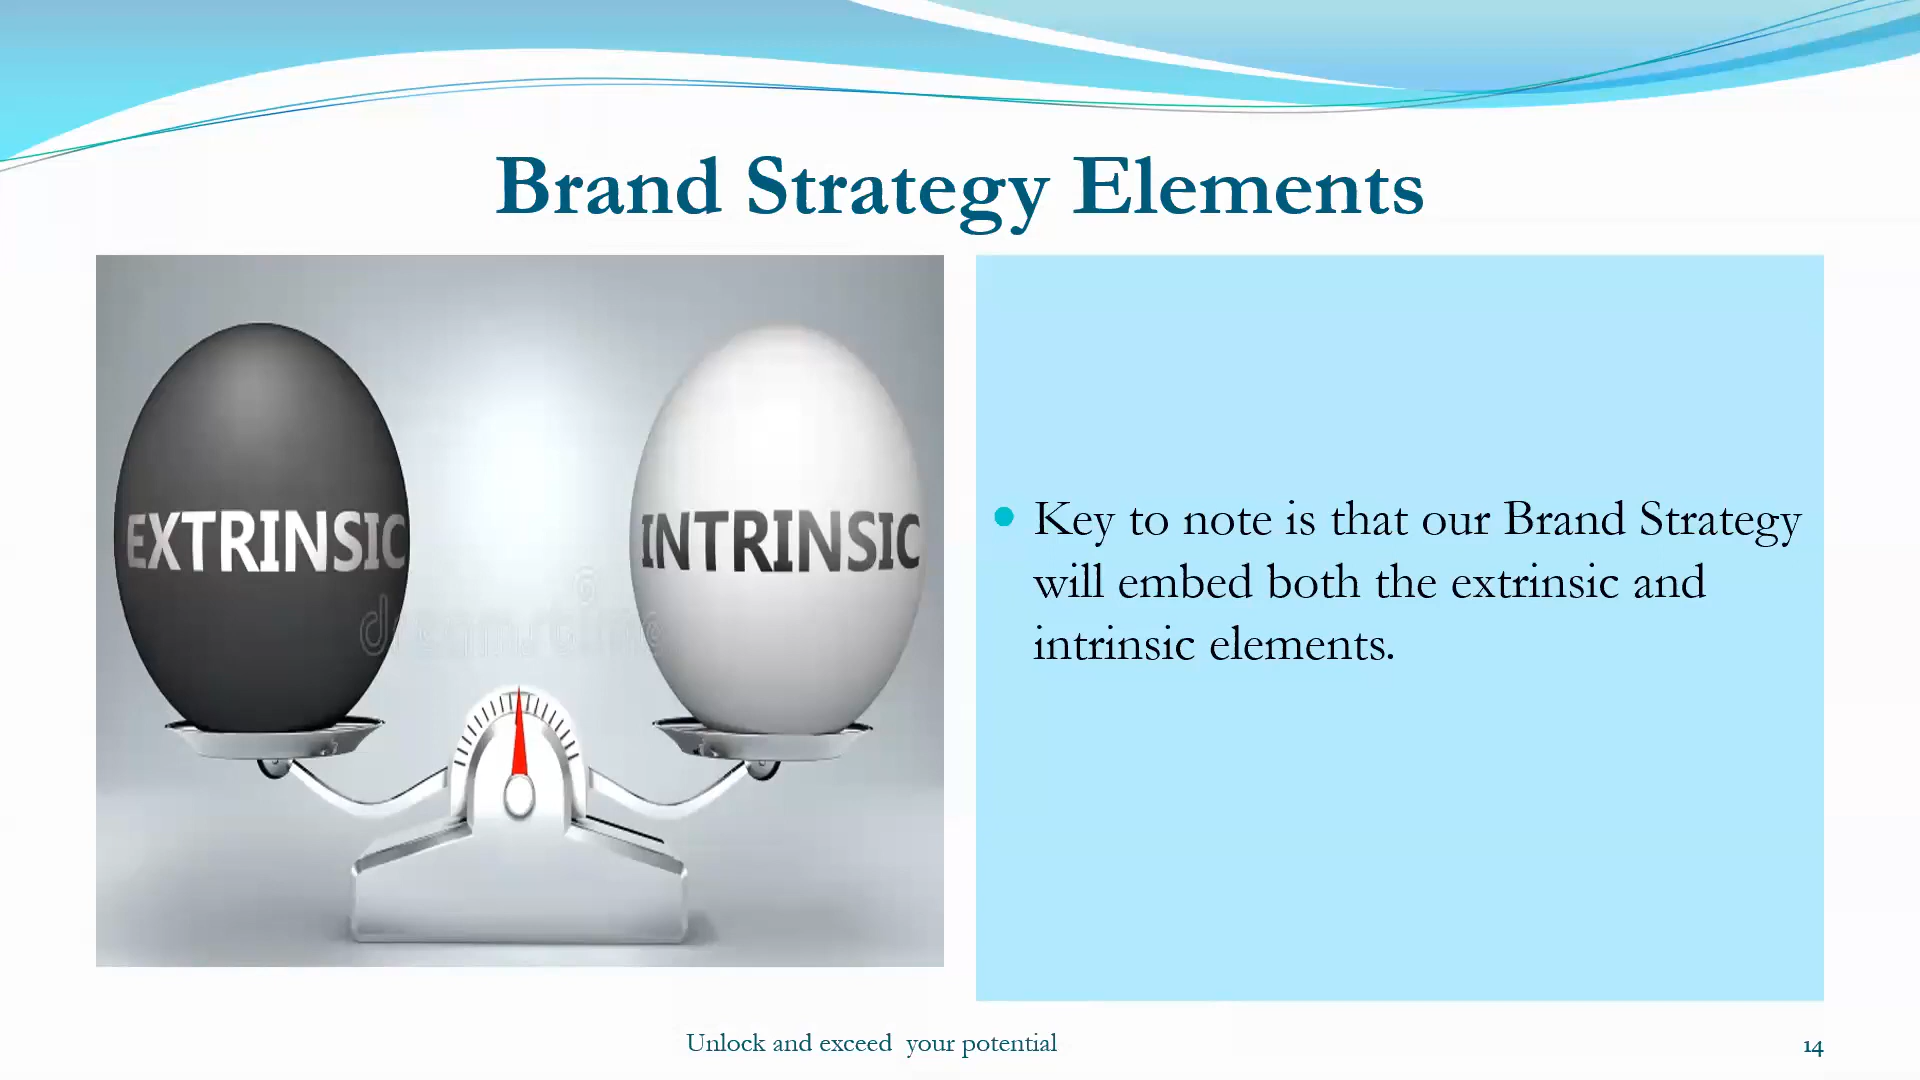 Brand Strategy Elements
EXTRINSIC
INTRINSIC
dreamstime
• Key to note is that our Brand Strategy
will embed both the extrinsic and
intrinsic elements.
Unlock and exceed your potential
14